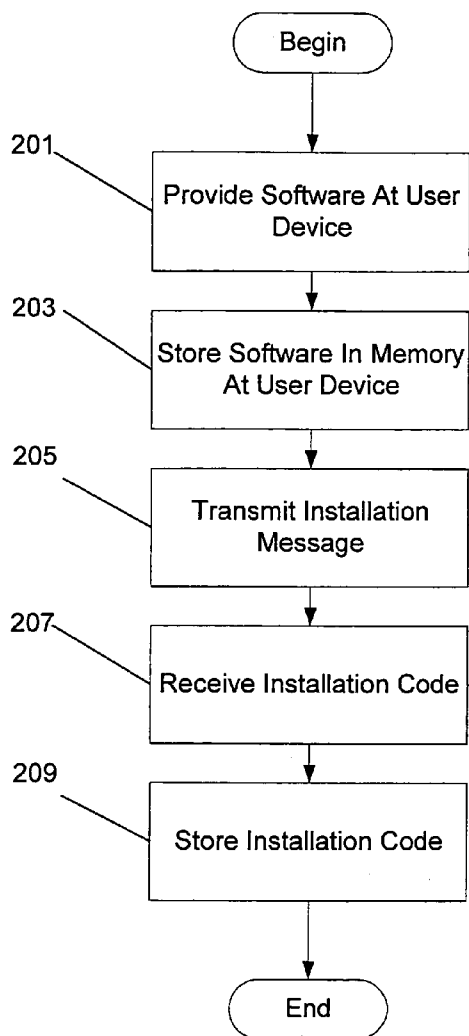 Begin
201
Provide Software At User
Device
203
Store Software In Memory
At User Device
205
Transmit Installation
Message
207
Receive Installation Code
209
Store Installation Code
End